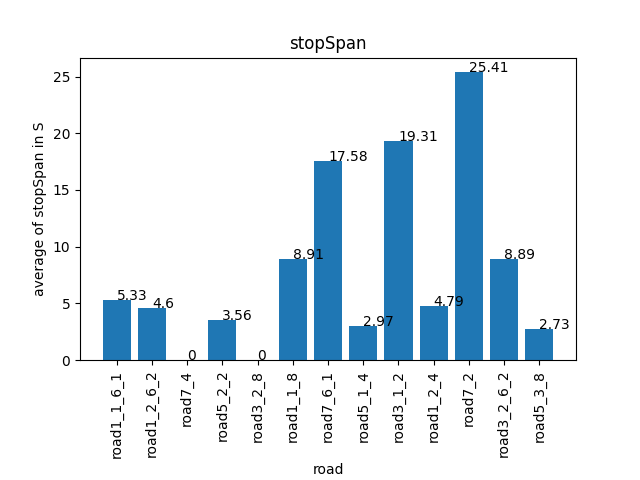 stopSpan
average of stopSpan in S
25
20
15
10
5
0
5.33
4.6
0
3.56
0
8.91
17.58
2.97
19.31
4.79
25.41
8.89
2.73
road1_1_6_1
road1_2_6_2
road7_4
road5_2_2
road3_2_8
road1_1_8
road7_6_1
road5_1_4
road3_1_2
road1_2_4
road7_2
road3_2_6_2
road5_3_8
road